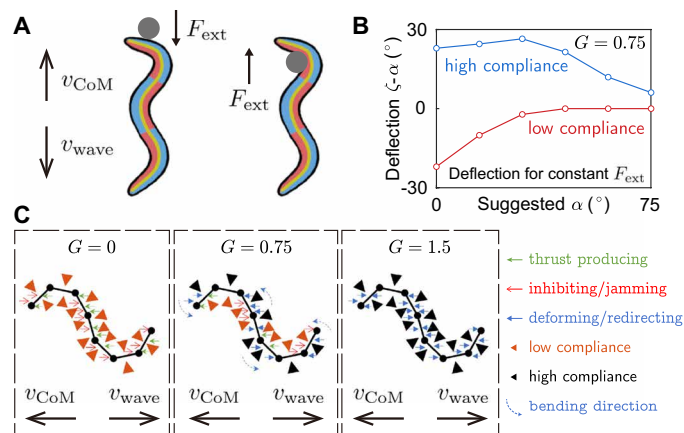 A
F_ext
v_CoM
v_wave
F_ext
B
30
0
-30
Deflection ζ-α (°)
G = 0.75
high compliance
low compliance
Deflection for constant F_ext
0
Suggested α (°)
75
C
G = 0
v_CoM
v_wave
G = 0.75
v_CoM
v_wave
G = 1.5
v_CoM
v_wave
thrust producing
inhibiting/jamming
deforming/redirecting
low compliance
high compliance
bending direction